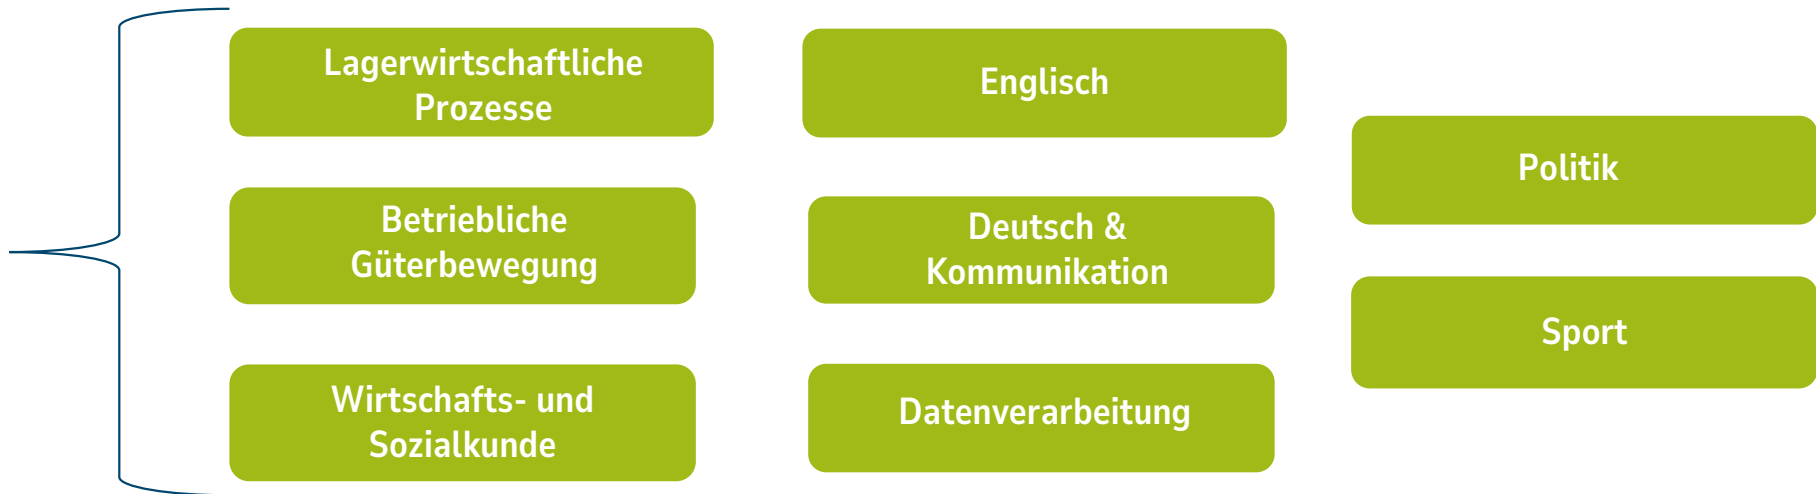 Lagerwirtschaftliche
Prozesse
Betriebliche
Güterbewegung
Wirtschafts- und
Sozialkunde
Englisch
Deutsch &
Kommunikation
Datenverarbeitung
Politik
Sport